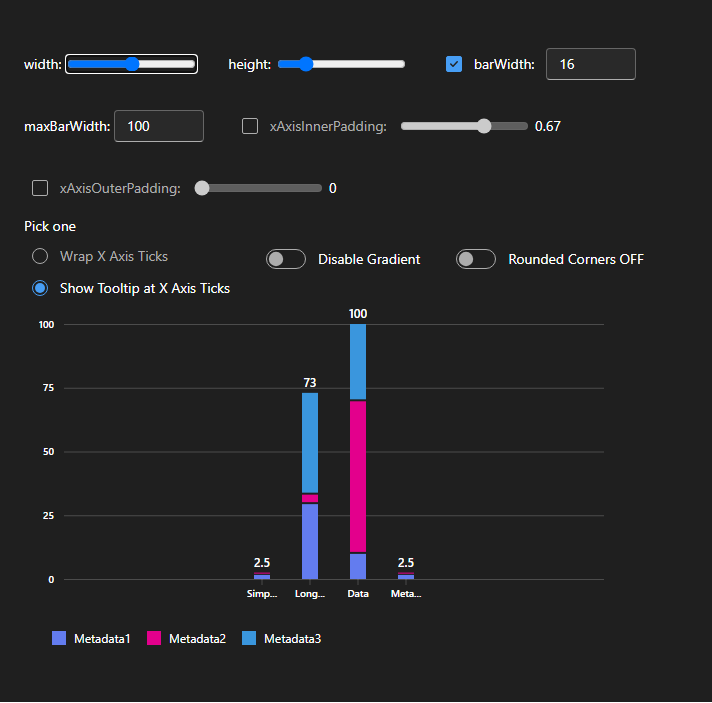 width: height: barWidth: 16
maxBarWidth: 100 xAxisInnerPadding: 0.67
xAxisOuterPadding: 0
Pick one
Wrap X Axis Ticks Disable Gradient Rounded Corners OFF
Show Tooltip at X Axis Ticks
100
100
75
73
50
25
2.5 2.5
0
Simp... Long... Data Meta...
Metadata1 Metadata2 Metadata3